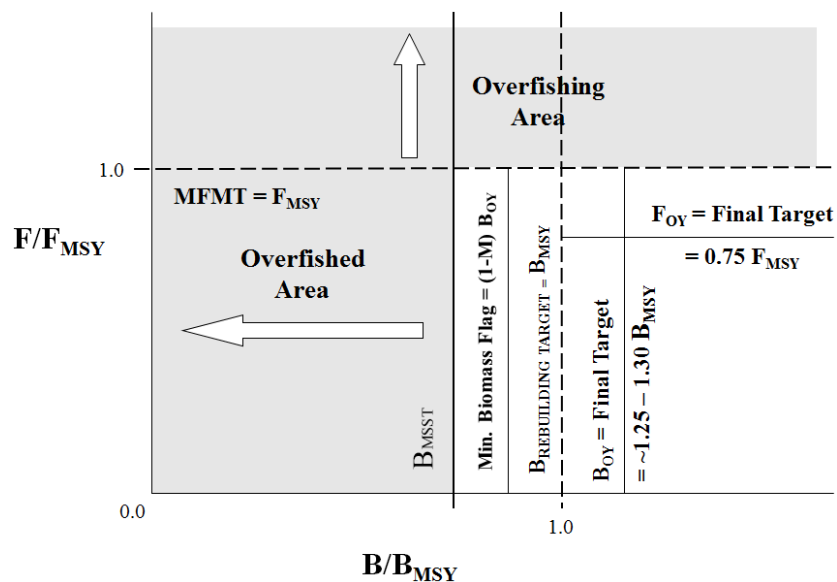 Overfishing
Area
1.0
MFMT = F_MSY
F/F_MSY
Overfished
Area
B_MSST
Min. Biomass Flag = (1-M) B_OY
B_REBUILDING TARGET = B_MSY
B_OY = Final Target
= ~1.25 – 1.30 B_MSY
F_OY = Final Target
= 0.75 F_MSY
0.0
1.0
B/B_MSY